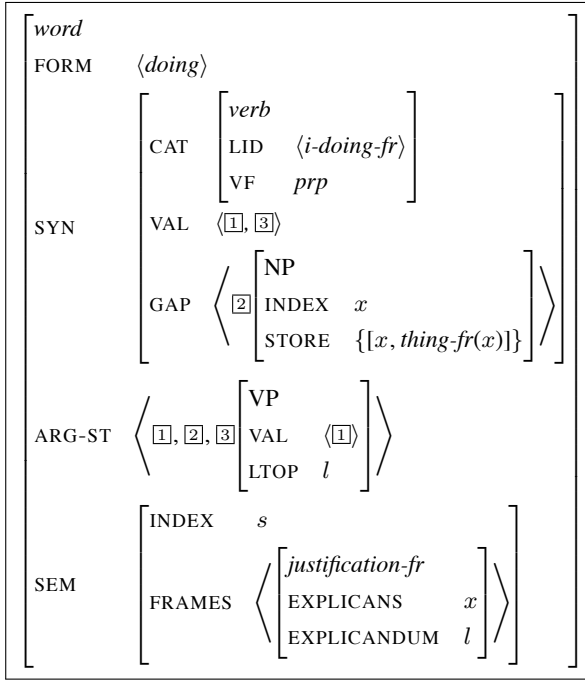 word
FORM ⟨doing⟩
SYN
CAT
verb
LID ⟨i-doing-fr⟩
VF prp
VAL ⟨1, 3⟩
GAP ⟨2
NP
INDEX x
STORE {[x, thing-fr(x)]}
⟩
ARG-ST ⟨1, 2, 3
VP
VAL ⟨1⟩
LTOP l
⟩
SEM
INDEX s
FRAMES ⟨
justification-fr
EXPLICANS x
EXPLICANDUM l
⟩